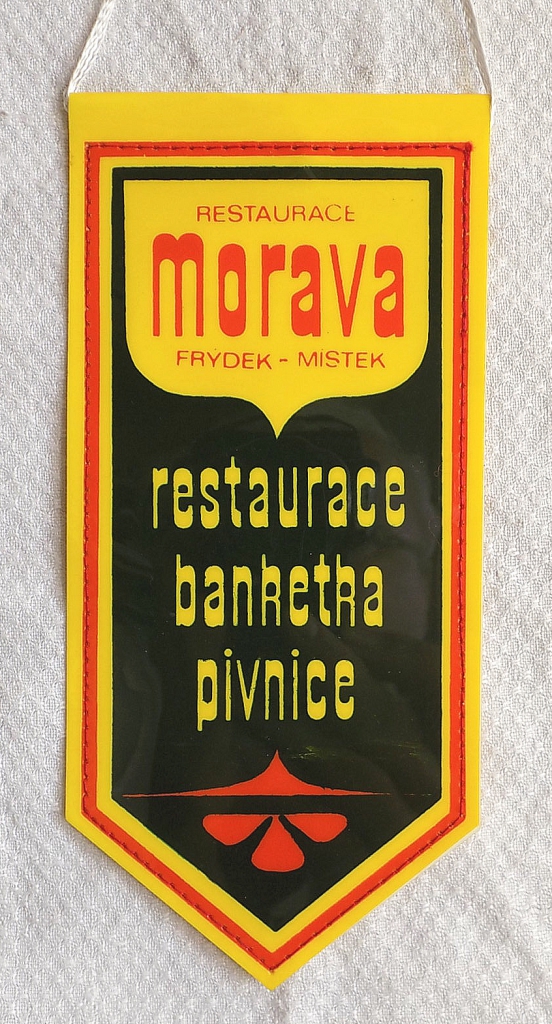 RESTAURACE
morava
FRÝDEK - MÍSTEK
restaurace
banketka
pivnice